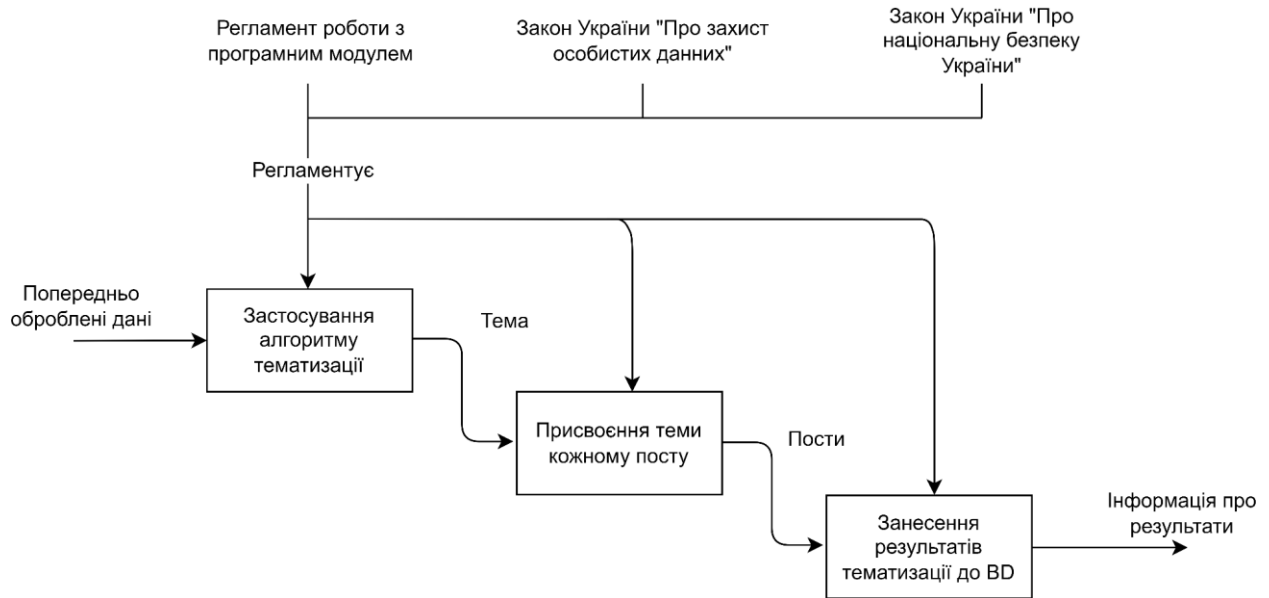 Регламент роботи з
програмним модулем
Закон України "Про захист
особистих данних"
Закон України "Про
національну безпеку
України"
Регламентує
Попередньо
оброблені дані
Застосування
алгоритму
тематизації
Тема
Присвоєння теми
кожному посту
Пости
Занесення
результатів
тематизації до BD
Інформація про
результати